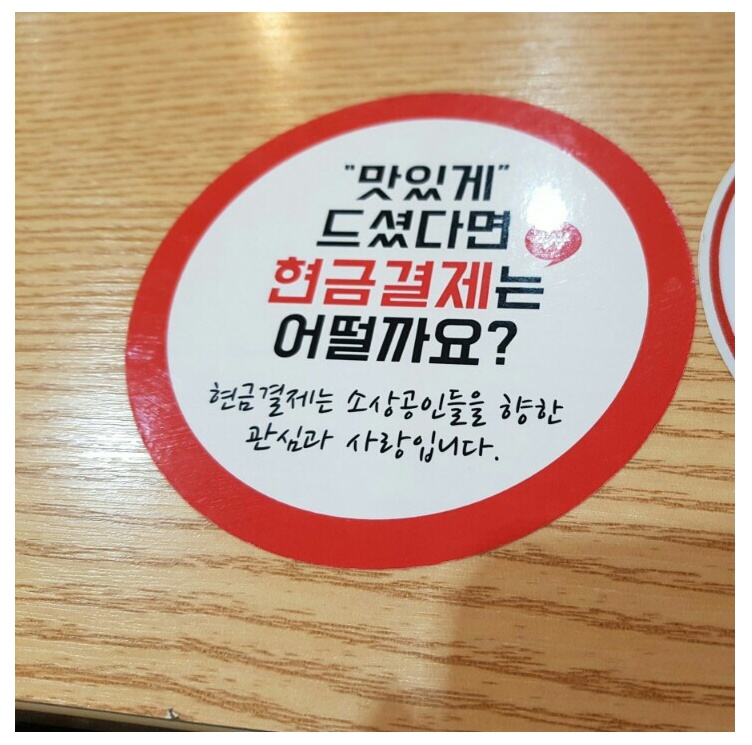 "맛있게"
드셨다면
현금결제는
어떨까요?
현금결제는 소상공인들을 향한
관심과 사랑입니다.